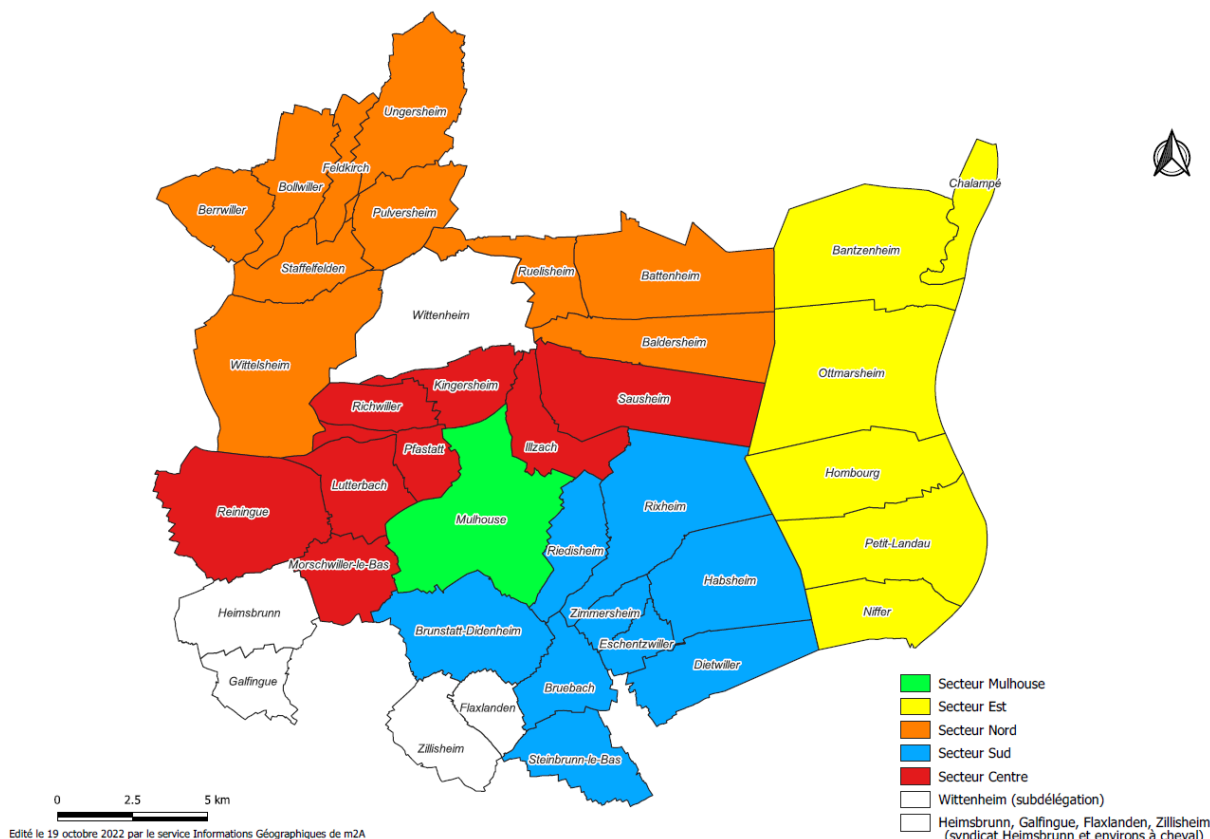 Ungersheim
Feldkirch
Bollwiller
Berrwiller
Pulversheim
Chalampé
Bantzenheim
Staffelfelden
Ruelisheim
Battenheim
Wittenheim
Baldersheim
Wittelsheim
Ottmarsheim
Kingersheim
Richwiller
Sausheim
Pfastatt
Illzach
Hombourg
Lutterbach
Rixheim
Reiningue
Mulhouse
Petit-Landau
Riedisheim
Morschwiller-le-Bas
Habsheim
Heimsbrunn
Zimmersheim
Niffer
Brunstatt-Didenheim
Eschentzwiller
Dietwiller
Galfingue
Bruebach
Flaxlanden
Zillisheim
Steinbrunn-le-Bas
Secteur Mulhouse
Secteur Est
Secteur Nord
Secteur Sud
Secteur Centre
Wittenheim (subdélégation)
Heimsbrunn, Galfingue, Flaxlanden, Zillisheim
(syndicat Heimsbrunn et environs à cheval)
0 2.5 5 km
Edité le 19 octobre 2022 par le service Informations Géographiques de m2A